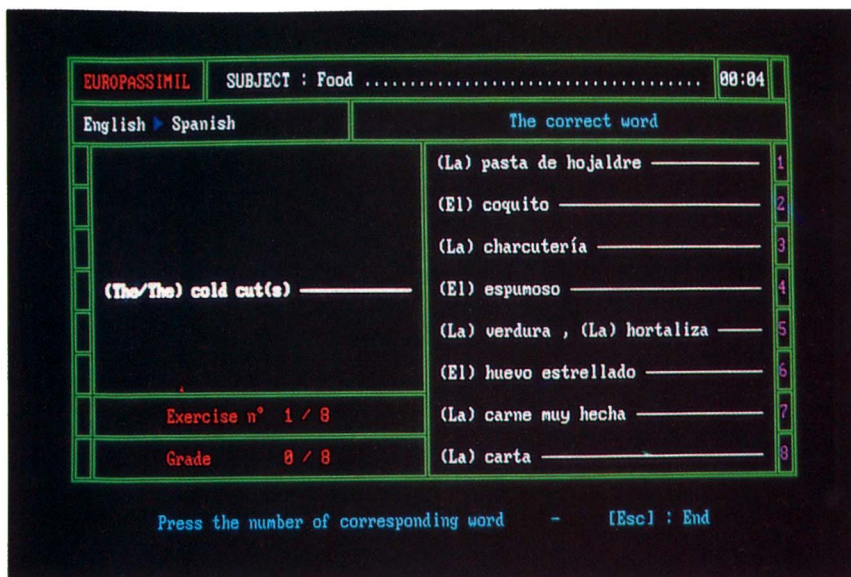 EUROPASSIMIL
SUBJECT : Food .....................................
00:04
English ▶ Spanish
The correct word
(The/The) cold cut(s)
(La) pasta de hojaldre 1
(El) coquito 2
(La) charcutería 3
(El) espumoso 4
(La) verdura , (La) hortaliza 5
(El) huevo estrellado 6
(La) carne muy hecha 7
(La) carta 8
Exercise n° 1 / 8
Grade 0 / 8
Press the number of corresponding word - [Esc] : End